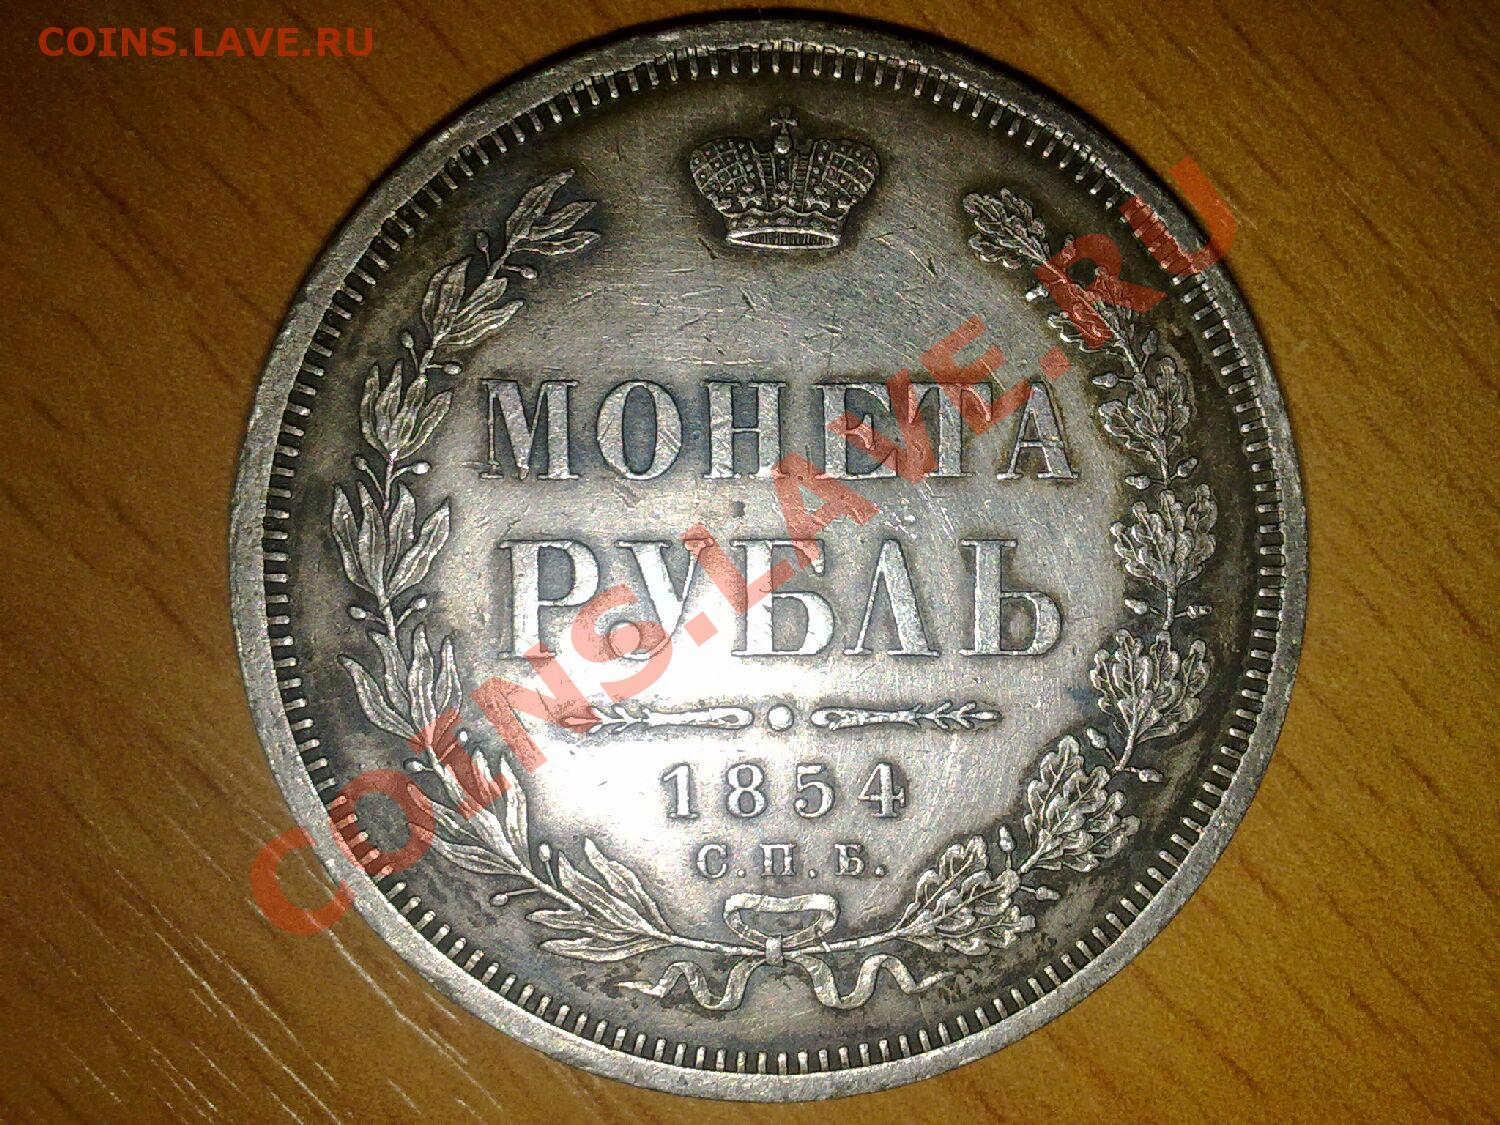 COINS.LAVE.RU
МОНЕТА
РУБЛЬ
1854
С.П.Б.
COINS.LAVE.RU